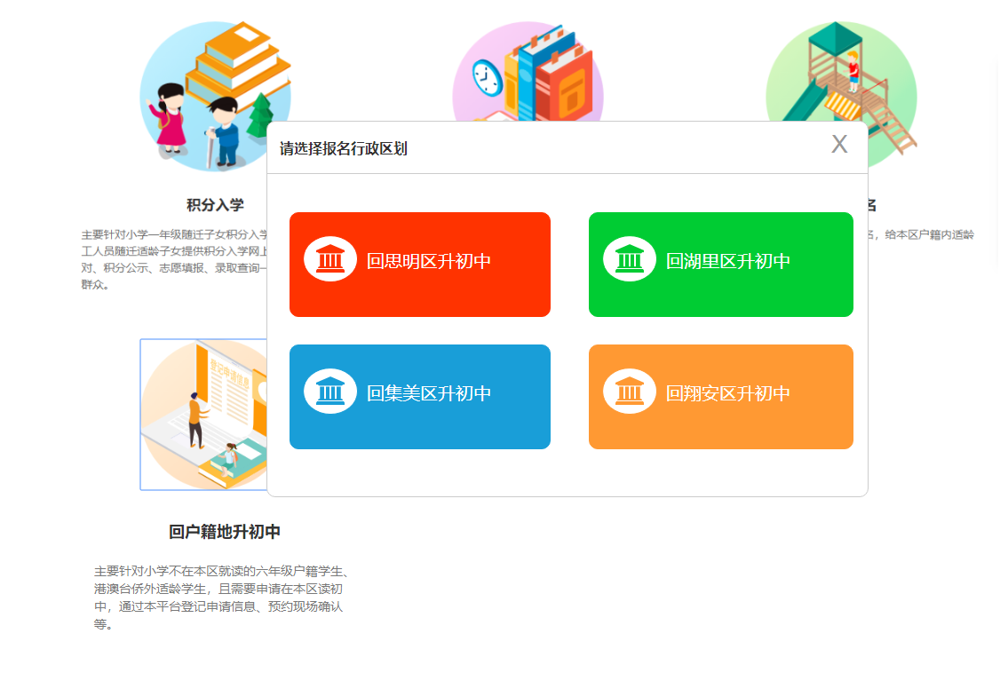 请选择报名行政区划
X
积分入学
名
主要针对小学一年级随迁子女积分入学
工人员随迁适龄子女提供积分入学网上
对、积分公示、志愿填报、录取查询一
群众。
名，给本区户籍内适龄
回思明区升初中
回湖里区升初中
回集美区升初中
回翔安区升初中
登记申请信息
回户籍地升初中
主要针对小学不在本区就读的六年级户籍学生、
港澳台侨外适龄学生，且需要申请在本区读初
中，通过本平台登记申请信息、预约现场确认
等。